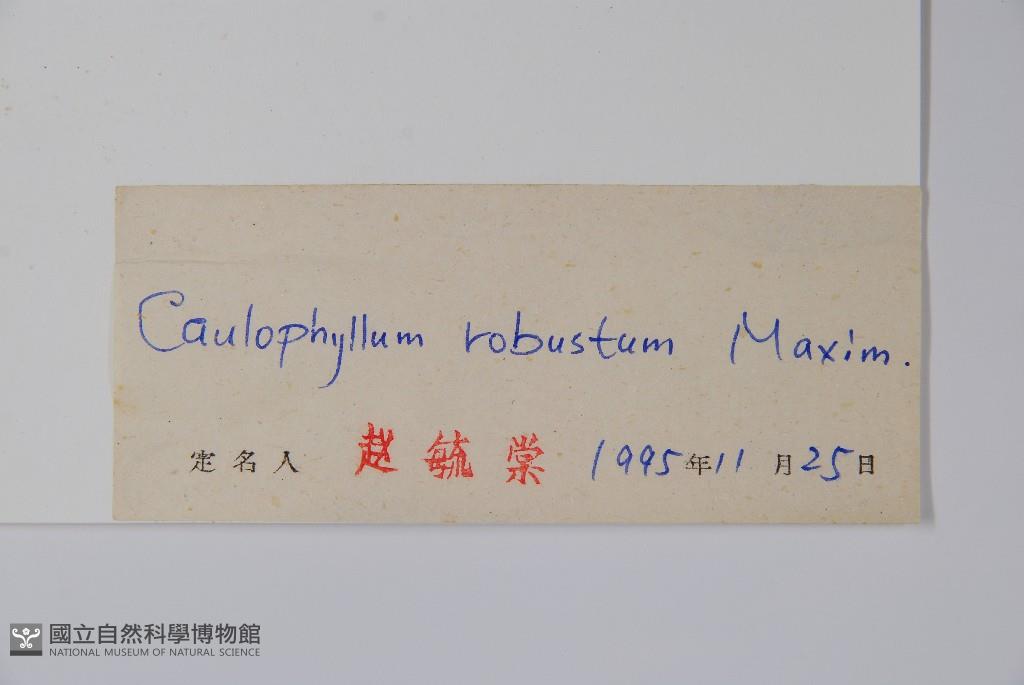 Caulophyllum robustum Maxim.
定名人 赵毓棠 1995年11月25日
國立自然科學博物館
NATIONAL MUSEUM OF NATURAL SCIENCE